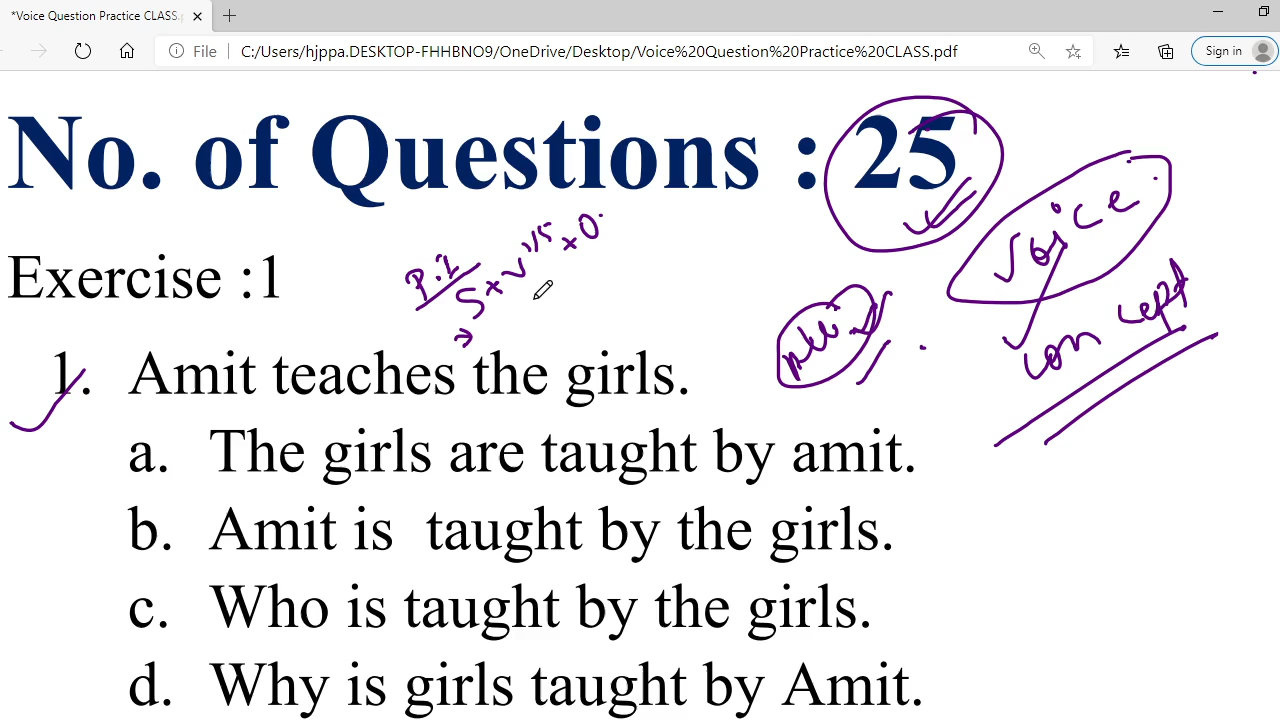 *Voice Question Practice CLASS.p
File C:/Users/hjppa.DESKTOP-FHHBNO9/OneDrive/Desktop/Voice%20Question%20Practice%20CLASS.pdf Sign in
No. of Questions : 25
Voice
P.I
S + V1/5 + O.
concept
Exercise :1
1. Amit teaches the girls.
a. The girls are taught by amit.
b. Amit is taught by the girls.
c. Who is taught by the girls.
d. Why is girls taught by Amit.